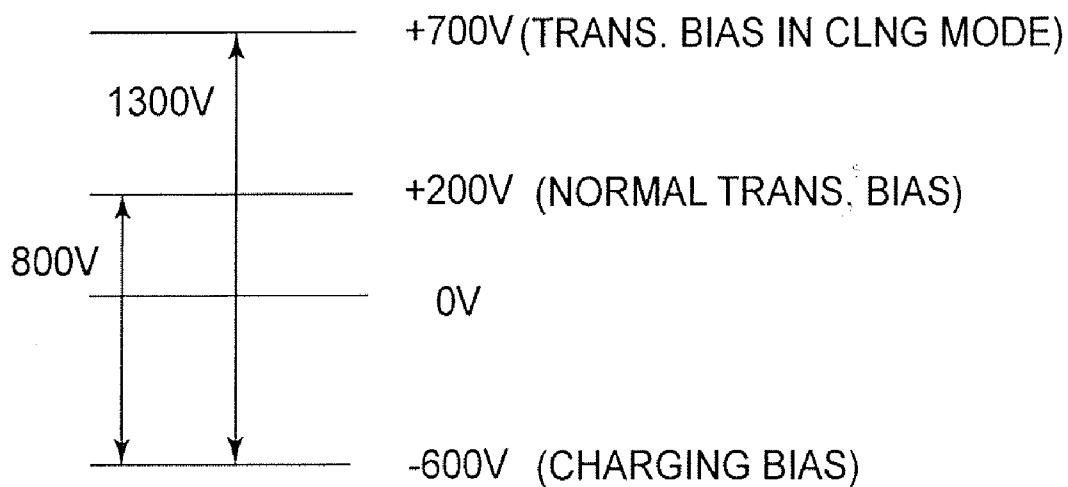 +700V (TRANS. BIAS IN CLNG MODE)
1300V
+200V (NORMAL TRANS. BIAS)
800V
0V
-600V (CHARGING BIAS)